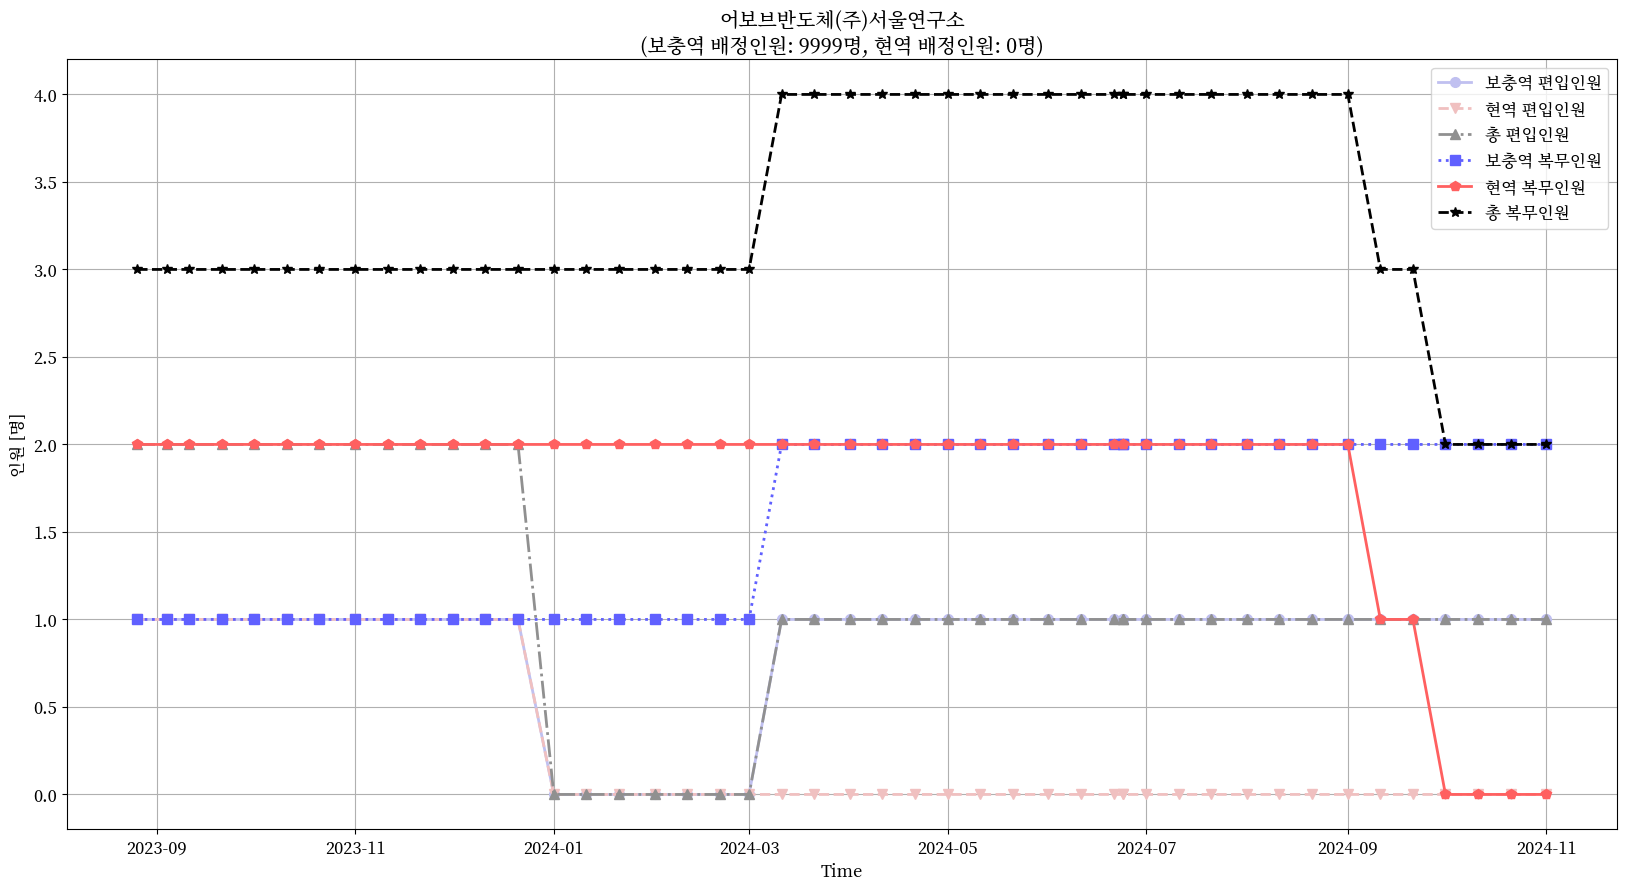 어보브반도체(주)서울연구소
(보충역 배정인원: 9999명, 현역 배정인원: 0명)
보충역 편입인원
현역 편입인원
총 편입인원
보충역 복무인원
현역 복무인원
총 복무인원
4.0
3.5
3.0
2.5
2.0
1.5
1.0
0.5
0.0
인원 [명]
2023-09
2023-11
2024-01
2024-03
2024-05
2024-07
2024-09
2024-11
Time